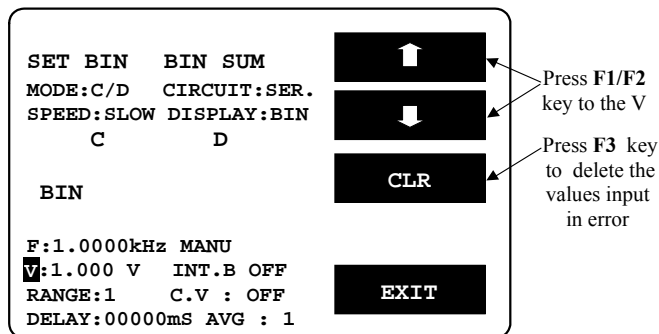 SET BIN BIN SUM
MODE:C/D CIRCUIT:SER.
SPEED:SLOW DISPLAY:BIN
C D
BIN
F:1.0000kHz MANU
V:1.000 V INT.B OFF
RANGE:1 C.V : OFF
DELAY:00000mS AVG : 1
CLR
EXIT
Press F1/F2
key to the V
Press F3 key
to delete the
values input
in error